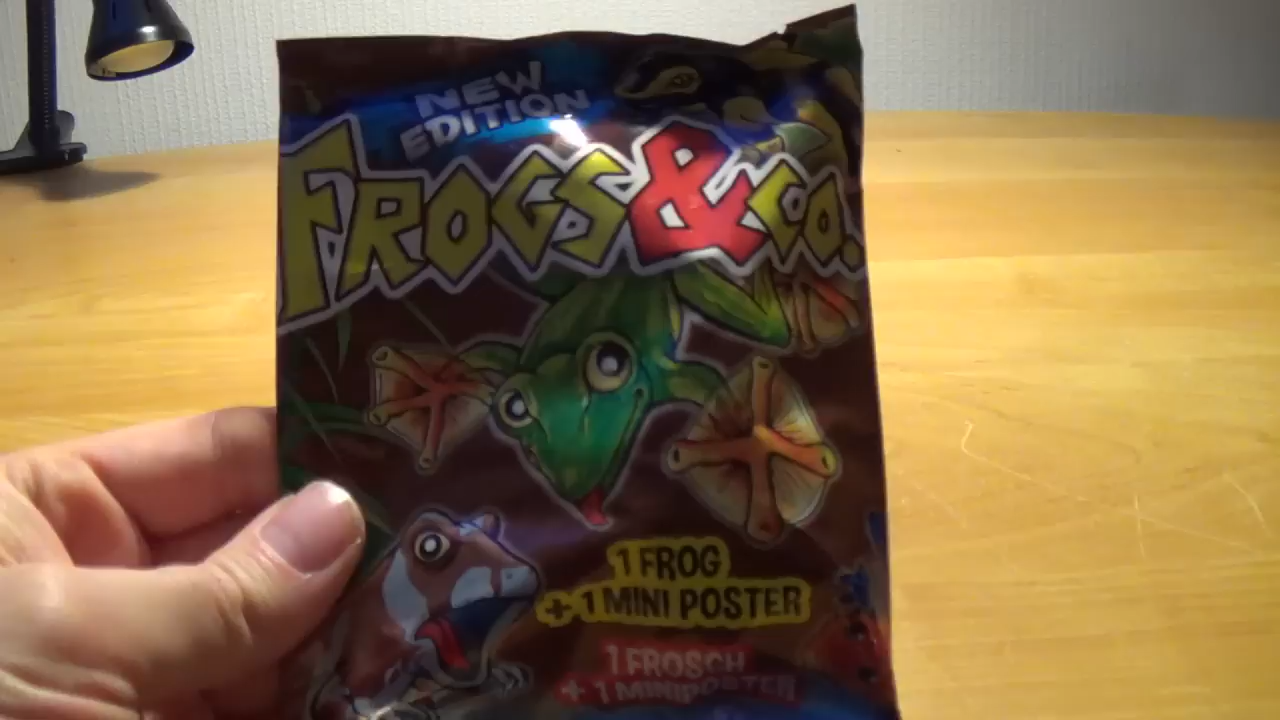 NEW
EDITION
FROGS & CO.
1 FROG
+ 1 MINI POSTER
1 FROSCH
+ 1 MINIPOSTER